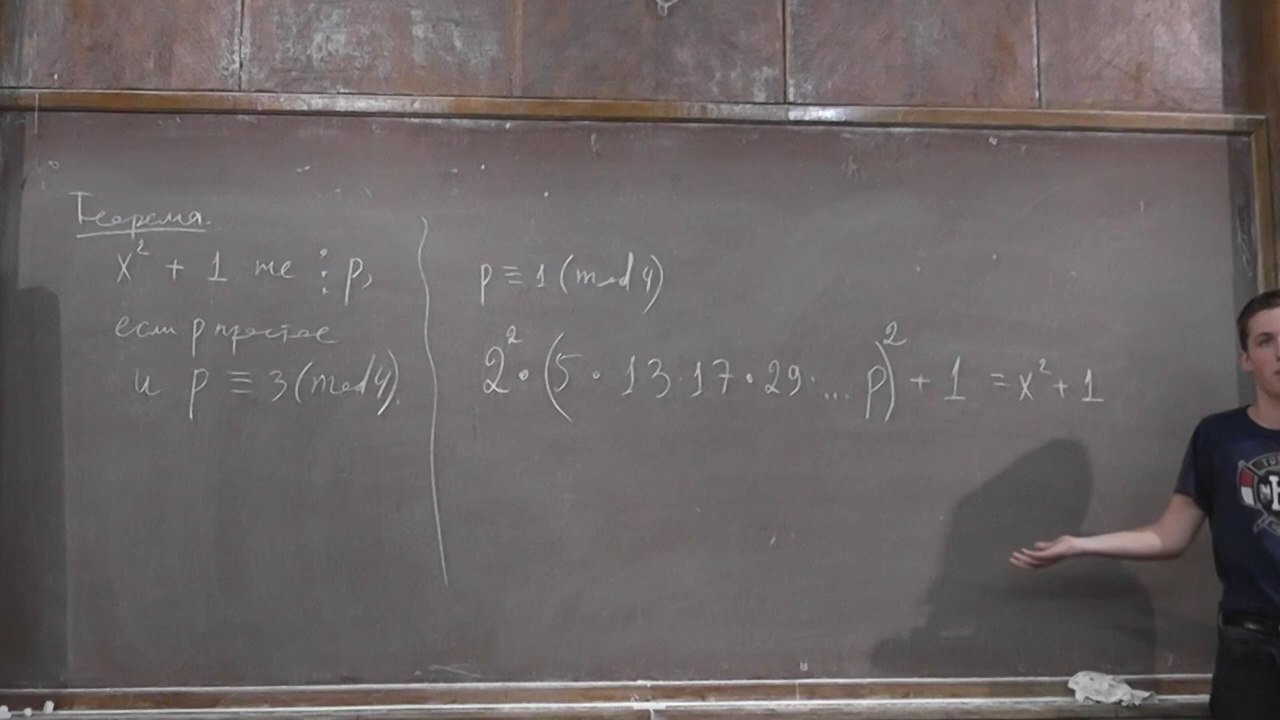 Теорема.
x² + 1 не ⋮ p,
если p простое
и p ≡ 3 (mod 4).
p ≡ 1 (mod 4)
2² · (5 · 13 · 17 · 29 · ... p)² + 1 = x² + 1